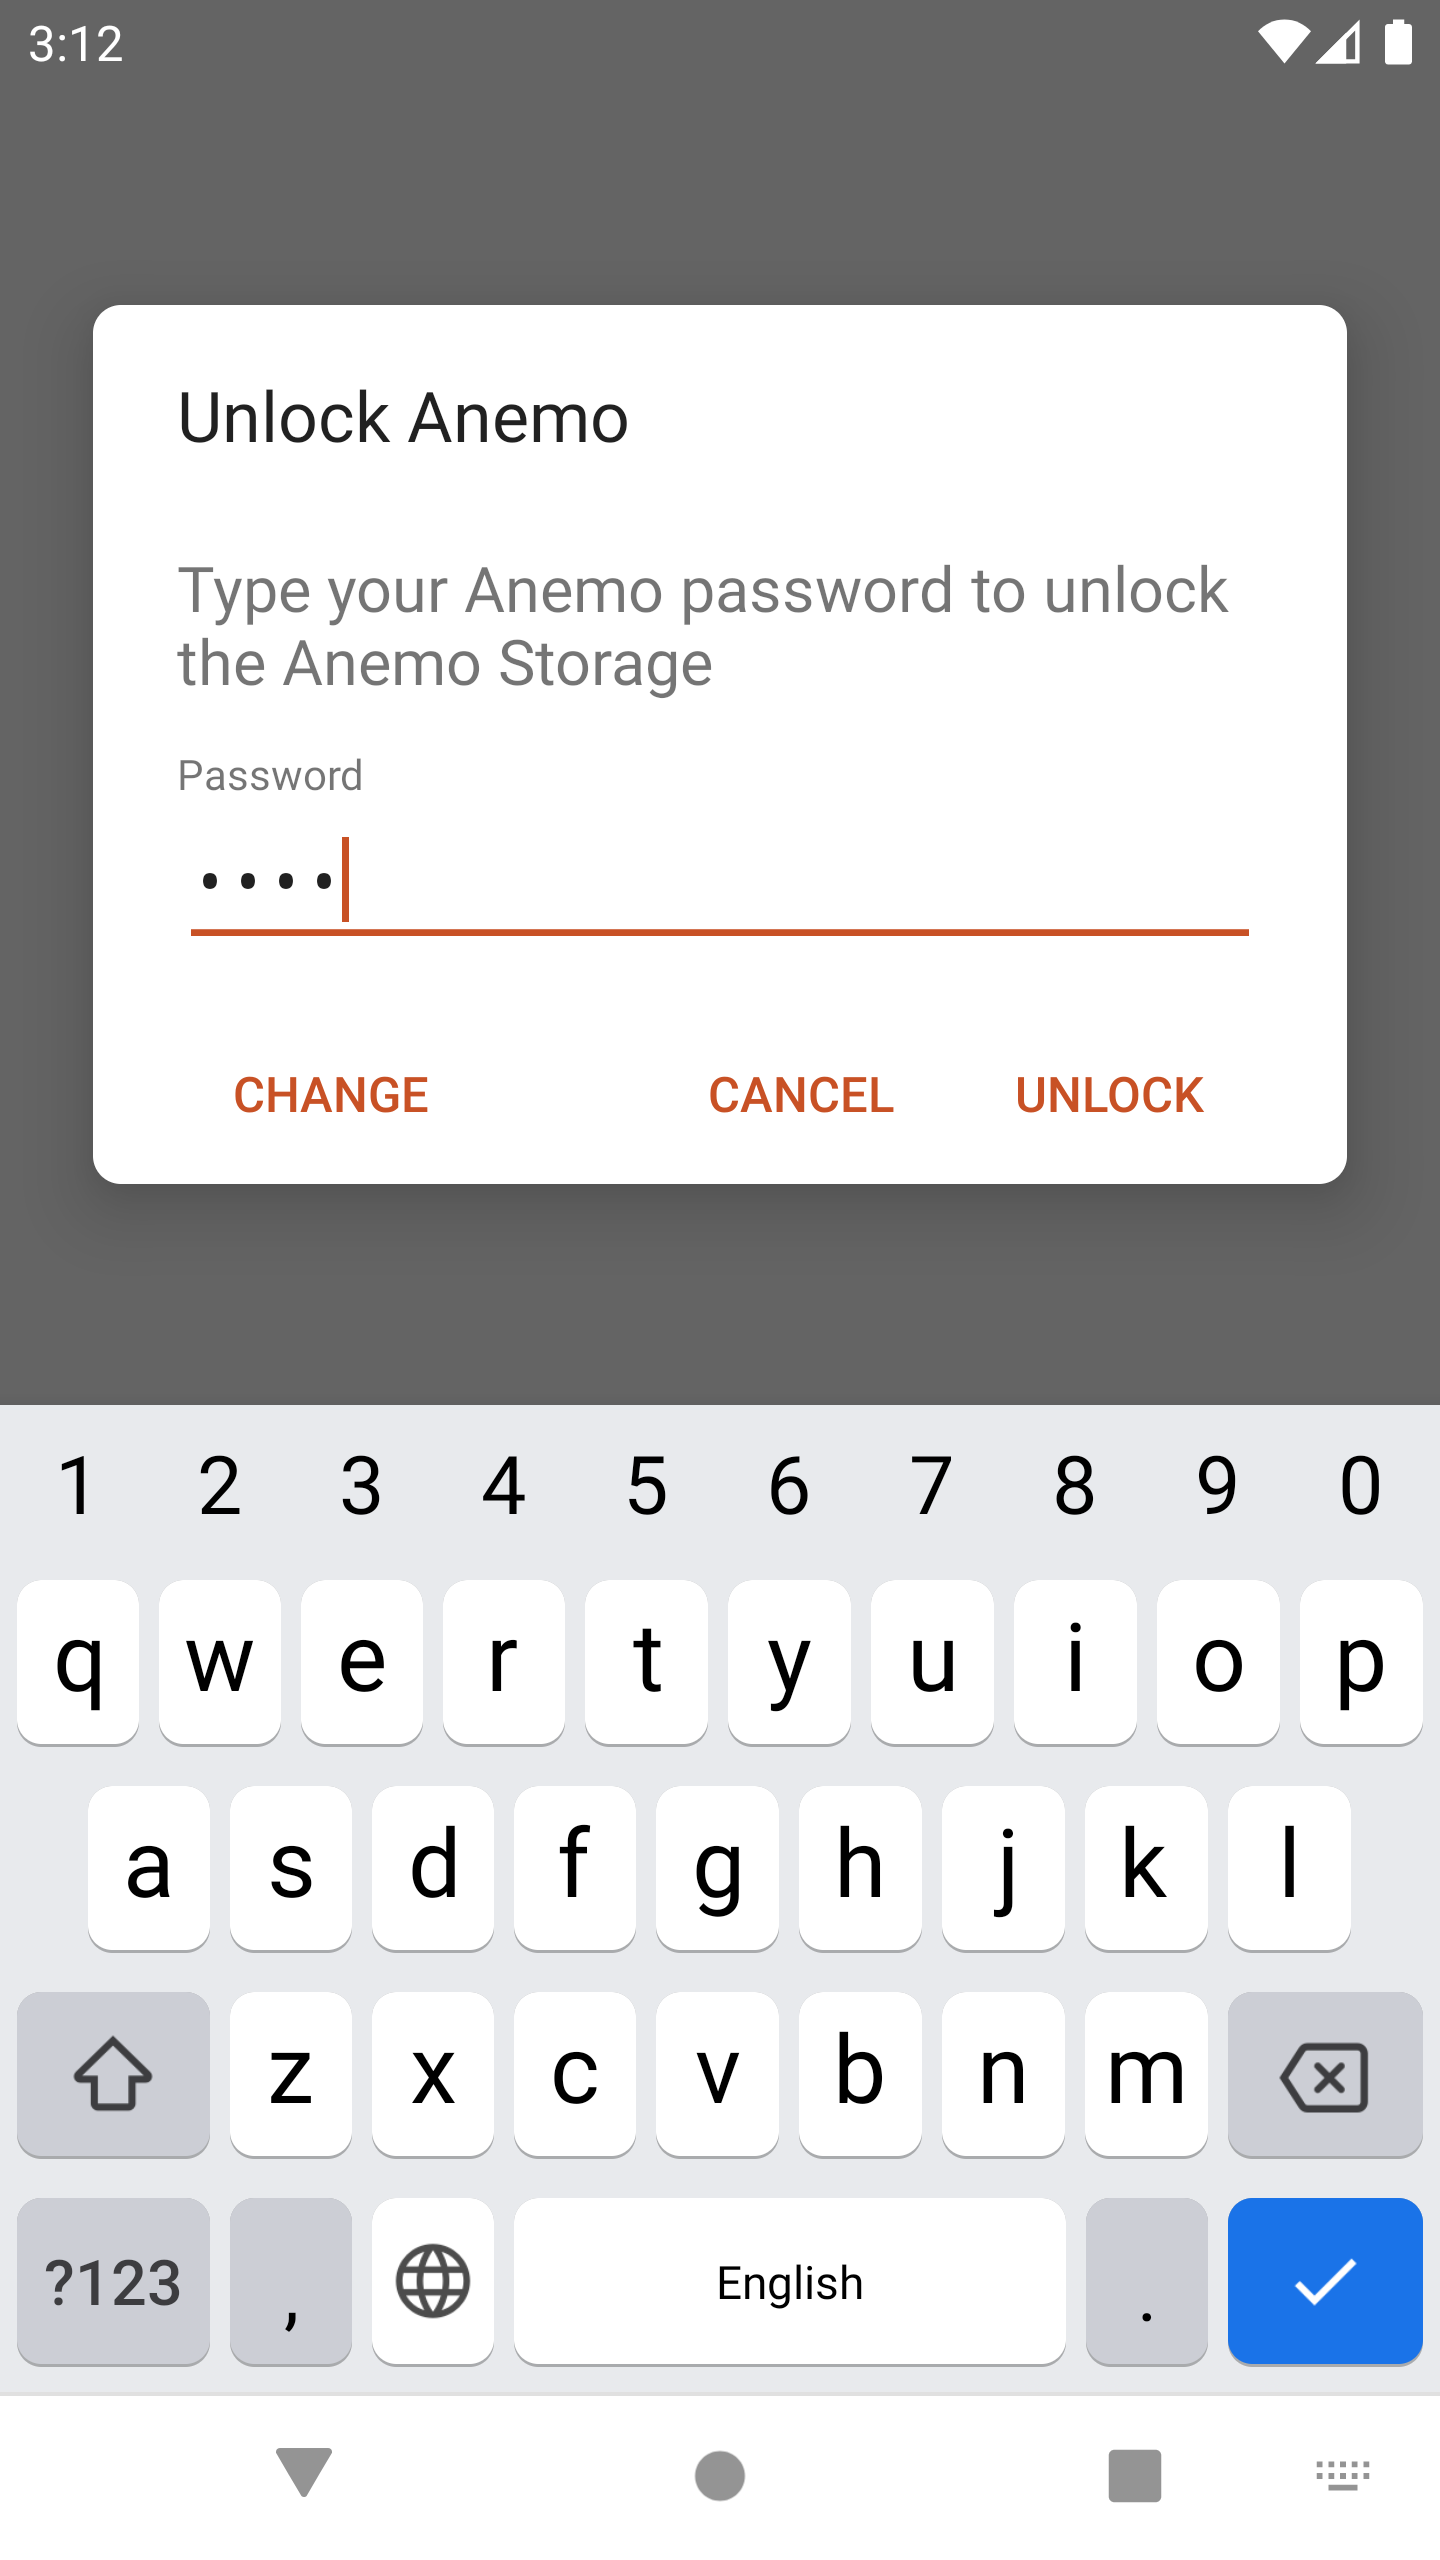 3:12
Unlock Anemo
Type your Anemo password to unlock
the Anemo Storage
Password
••••
CHANGE CANCEL UNLOCK
1 2 3 4 5 6 7 8 9 0
q w e r t y u i o p
a s d f g h j k l
z x c v b n m
?123 , English .